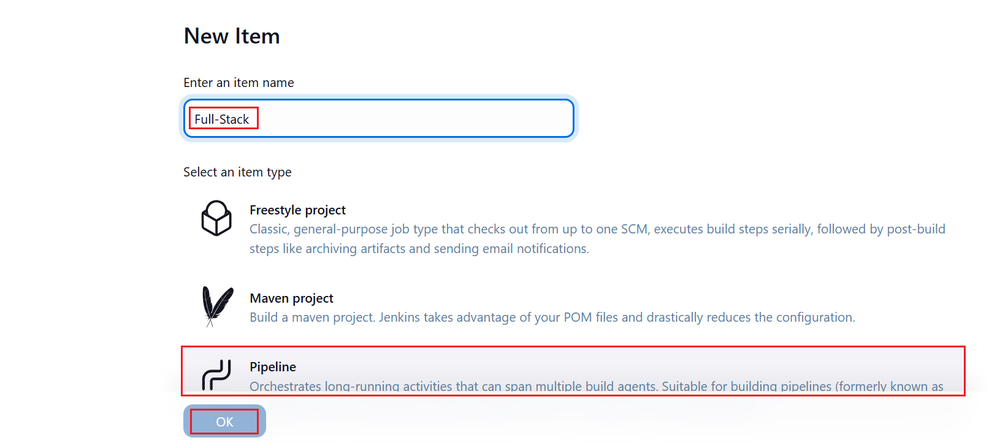 New Item
Enter an item name
Full-Stack
Select an item type
Freestyle project
Classic, general-purpose job type that checks out from up to one SCM, executes build steps serially, followed by post-build
steps like archiving artifacts and sending email notifications.
Maven project
Build a maven project. Jenkins takes advantage of your POM files and drastically reduces the configuration.
Pipeline
Orchestrates long-running activities that can span multiple build agents. Suitable for building pipelines (formerly known as
OK